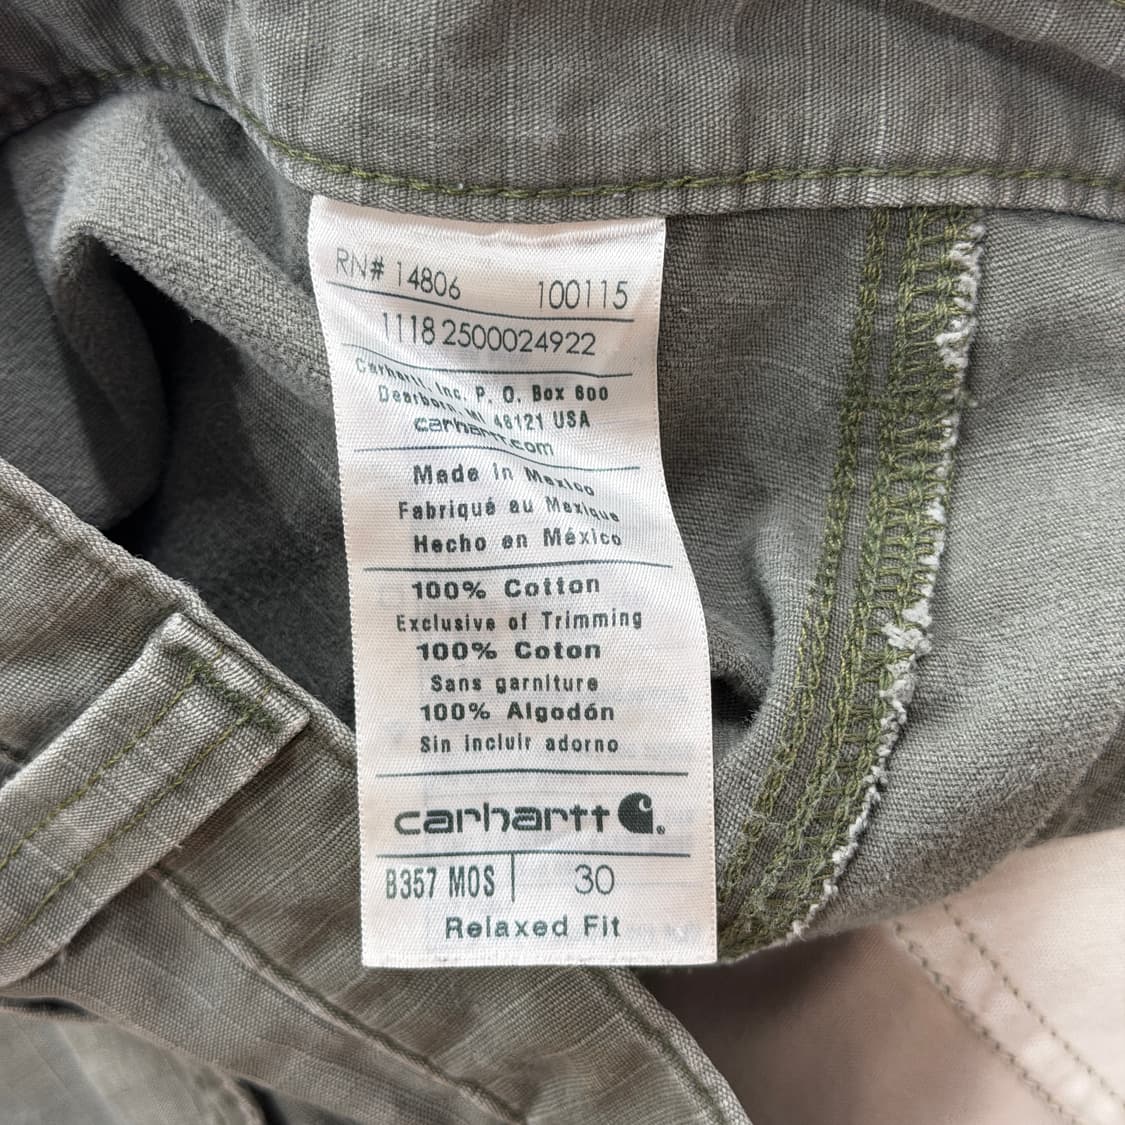 RN# 14806 100115
1118 2500024922
Carhartt, Inc. P. O. Box 600
Dearborn, MI 48121 USA
carhartt.com
Made in Mexico
Fabriqué au Mexique
Hecho en México
100% Cotton
Exclusive of Trimming
100% Coton
Sans garniture
100% Algodón
Sin incluir adorno
carhartt
B357 MOS 30
Relaxed Fit